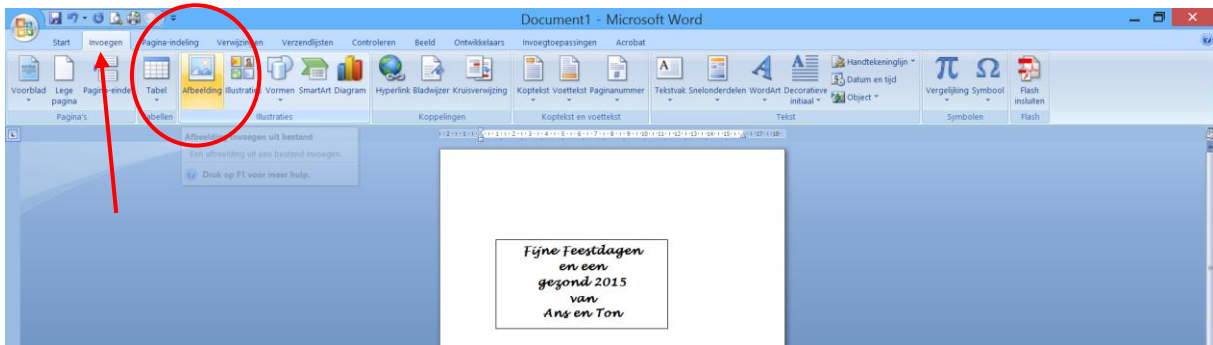 Document1 - Microsoft Word
Start Invoegen Pagina-indeling Verwijzingen Verzendlijsten Controleren Beeld Ontwikkelaars Invoegtoepassingen Acrobat
Voorblad Lege pagina Pagina-einde Tabel Afbeelding Illustraties Vormen SmartArt Diagram Hyperlink Bladwijzer Kruisverwijzing Koptekst Voettekst Paginanummer Tekstvak Snelonderdelen WordArt Decoratieve initiaal
Handtekeninglijn
Datum en tijd
Object
Vergelijking Symbool Flash insluiten
Pagina's Tabellen Illustraties Koppelingen Koptekst en voettekst Tekst Symbolen Flash
Afbeelding invoegen uit bestand
Een afbeelding uit een bestand invoegen.
Druk op F1 voor meer hulp.
Fijne Feestdagen
en een
gezond 2015
van
Ans en Ton